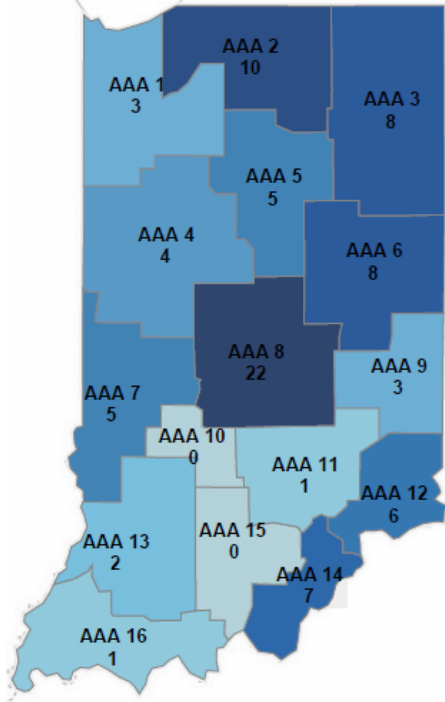 AAA 1
3
AAA 2
10
AAA 3
8
AAA 5
5
AAA 4
4
AAA 6
8
AAA 8
22
AAA 9
3
AAA 7
5
AAA 10
0
AAA 11
1
AAA 12
6
AAA 13
2
AAA 15
0
AAA 14
7
AAA 16
1